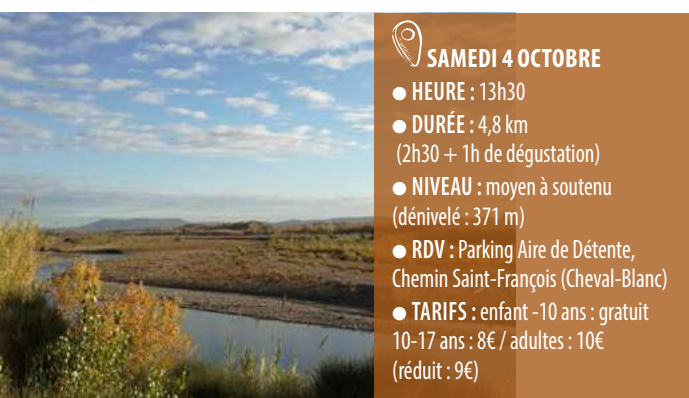 SAMEDI 4 OCTOBRE
● HEURE : 13h30
● DURÉE : 4,8 km
(2h30 + 1h de dégustation)
● NIVEAU : moyen à soutenu
(dénivelé : 371 m)
● RDV : Parking Aire de Détente,
Chemin Saint-François (Cheval-Blanc)
● TARIFS : enfant -10 ans : gratuit
10-17 ans : 8€ / adultes : 10€
(réduit : 9€)